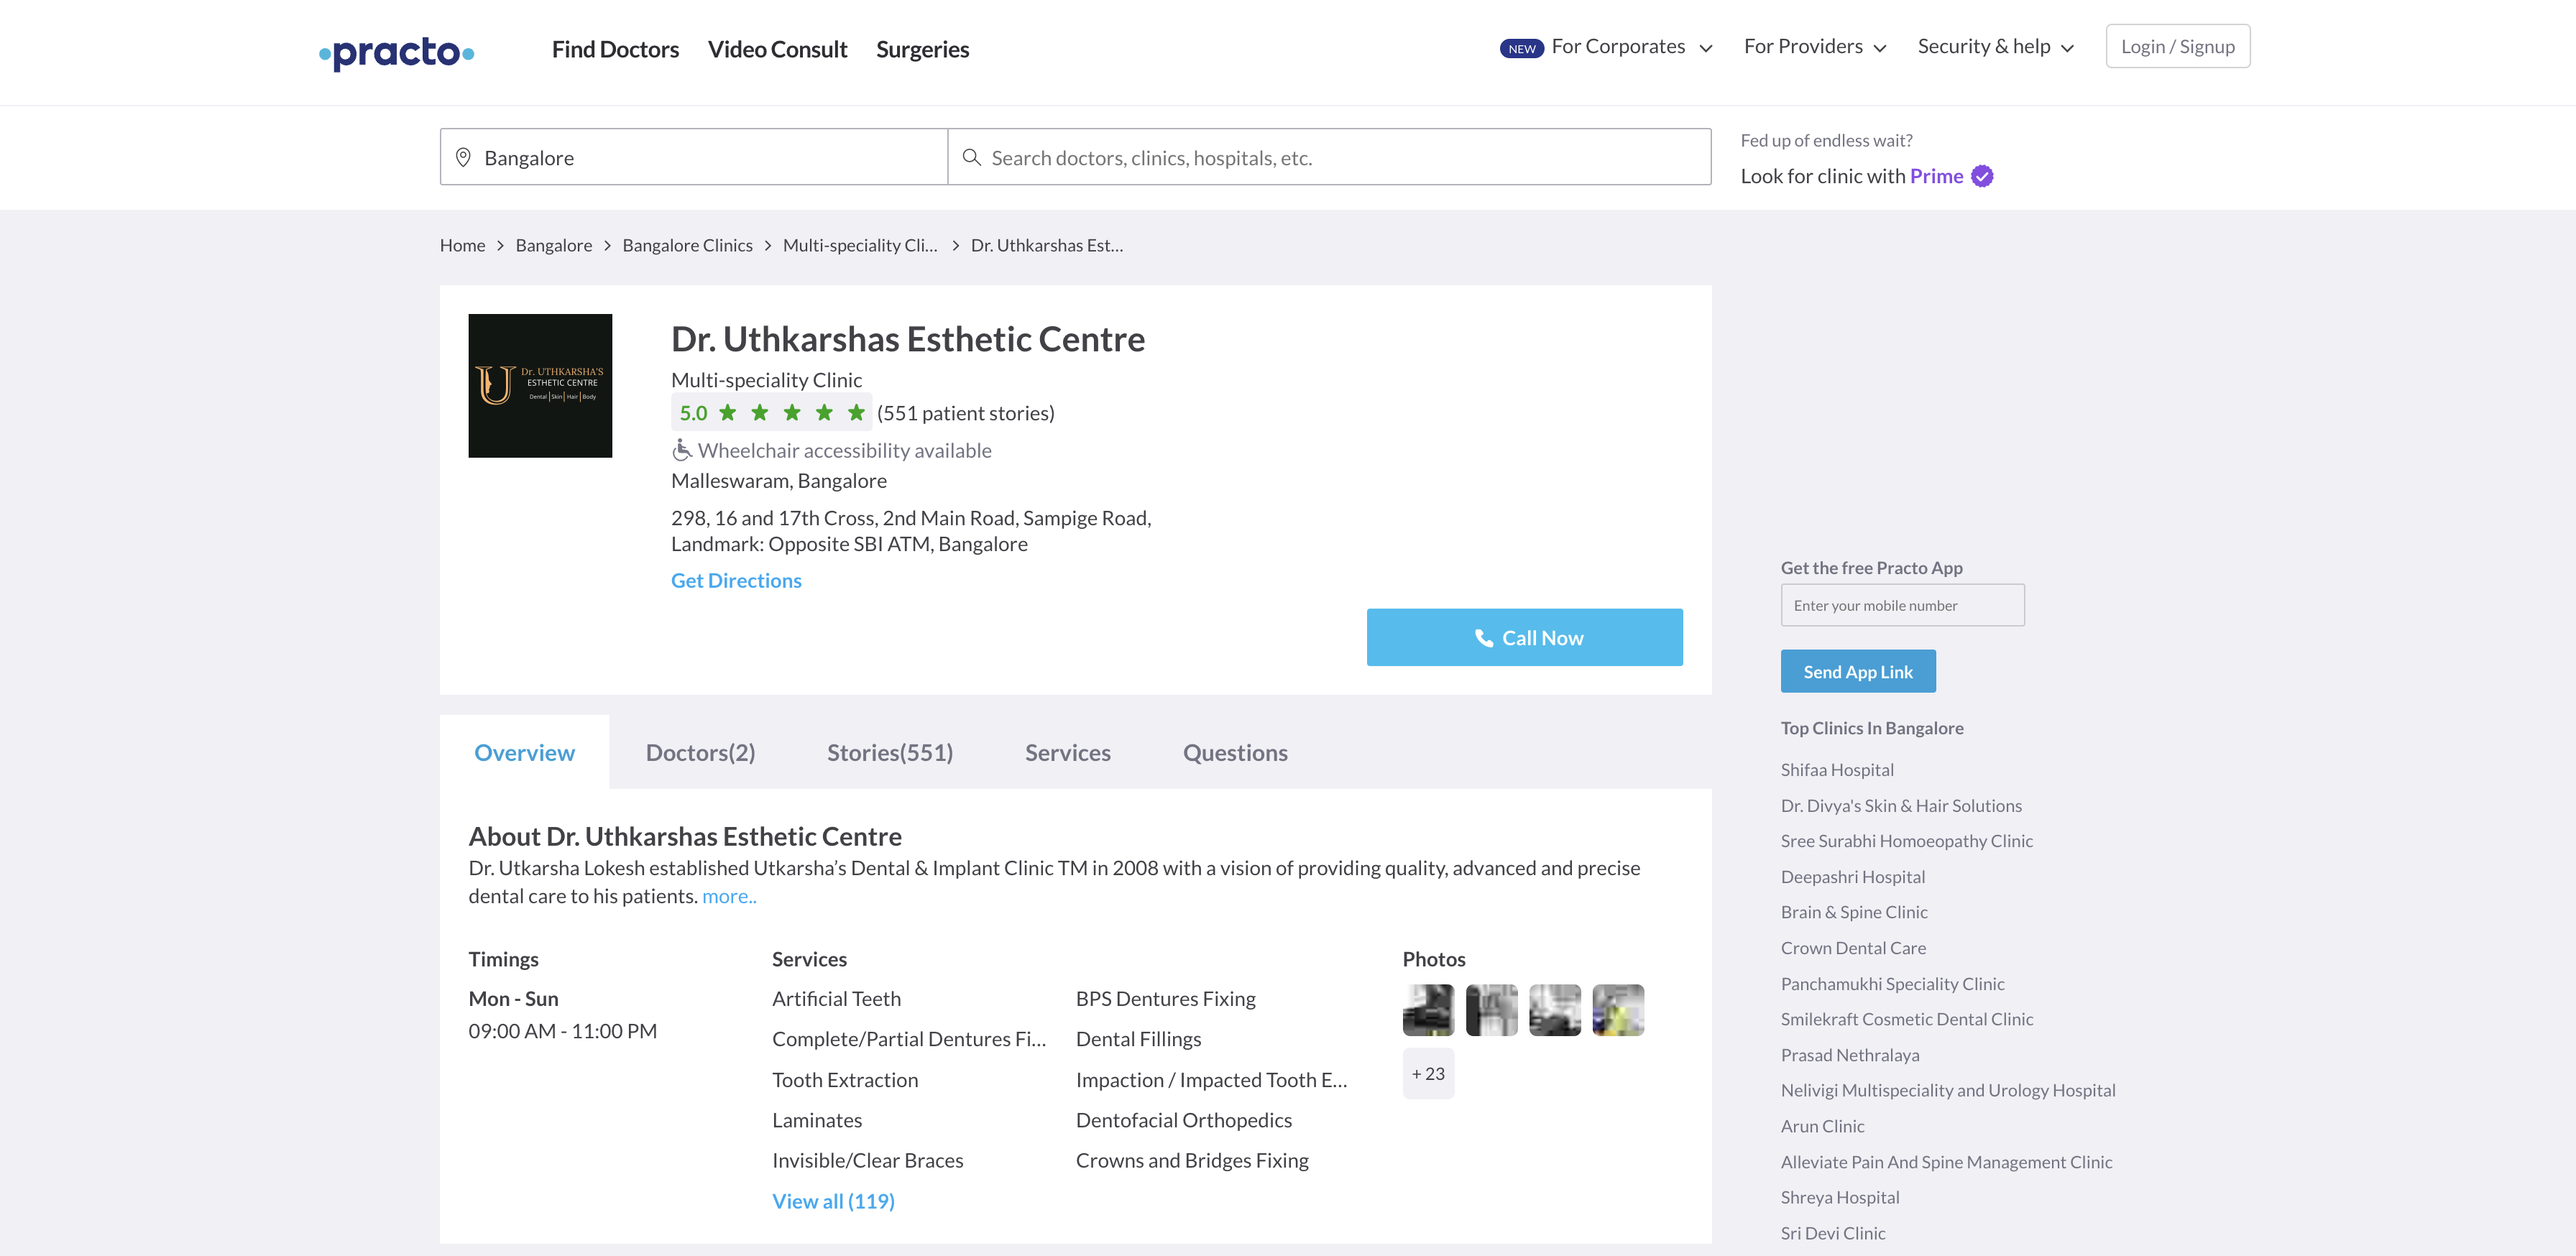 practo
Find Doctors
Video Consult
Surgeries
NEW For Corporates
For Providers
Security & help
Login / Signup
Bangalore
Search doctors, clinics, hospitals, etc.
Fed up of endless wait?
Look for clinic with Prime
Home > Bangalore > Bangalore Clinics > Multi-speciality Cli... > Dr. Uthkarshas Est...
U
Dr. UTHKARSHA'S
ESTHETIC CENTRE
Dental | Skin | Hair | Body
Dr. Uthkarshas Esthetic Centre
Multi-speciality Clinic
5.0 ★ ★ ★ ★ ★ (551 patient stories)
Wheelchair accessibility available
Malleswaram, Bangalore
298, 16 and 17th Cross, 2nd Main Road, Sampige Road,
Landmark: Opposite SBI ATM, Bangalore
Get Directions
Call Now
Overview
Doctors(2)
Stories(551)
Services
Questions
About Dr. Uthkarshas Esthetic Centre
Dr. Utkarsha Lokesh established Utkarsha’s Dental & Implant Clinic TM in 2008 with a vision of providing quality, advanced and precise
dental care to his patients. more..
Timings
Mon - Sun
09:00 AM - 11:00 PM
Services
Artificial Teeth
BPS Dentures Fixing
Complete/Partial Dentures Fi...
Dental Fillings
Tooth Extraction
Impaction / Impacted Tooth E...
Laminates
Dentofacial Orthopedics
Invisible/Clear Braces
Crowns and Bridges Fixing
View all (119)
Photos
+ 23
Get the free Practo App
Enter your mobile number
Send App Link
Top Clinics In Bangalore
Shifaa Hospital
Dr. Divya's Skin & Hair Solutions
Sree Surabhi Homoeopathy Clinic
Deepashri Hospital
Brain & Spine Clinic
Crown Dental Care
Panchamukhi Speciality Clinic
Smilekraft Cosmetic Dental Clinic
Prasad Nethralaya
Nelivigi Multispeciality and Urology Hospital
Arun Clinic
Alleviate Pain And Spine Management Clinic
Shreya Hospital
Sri Devi Clinic